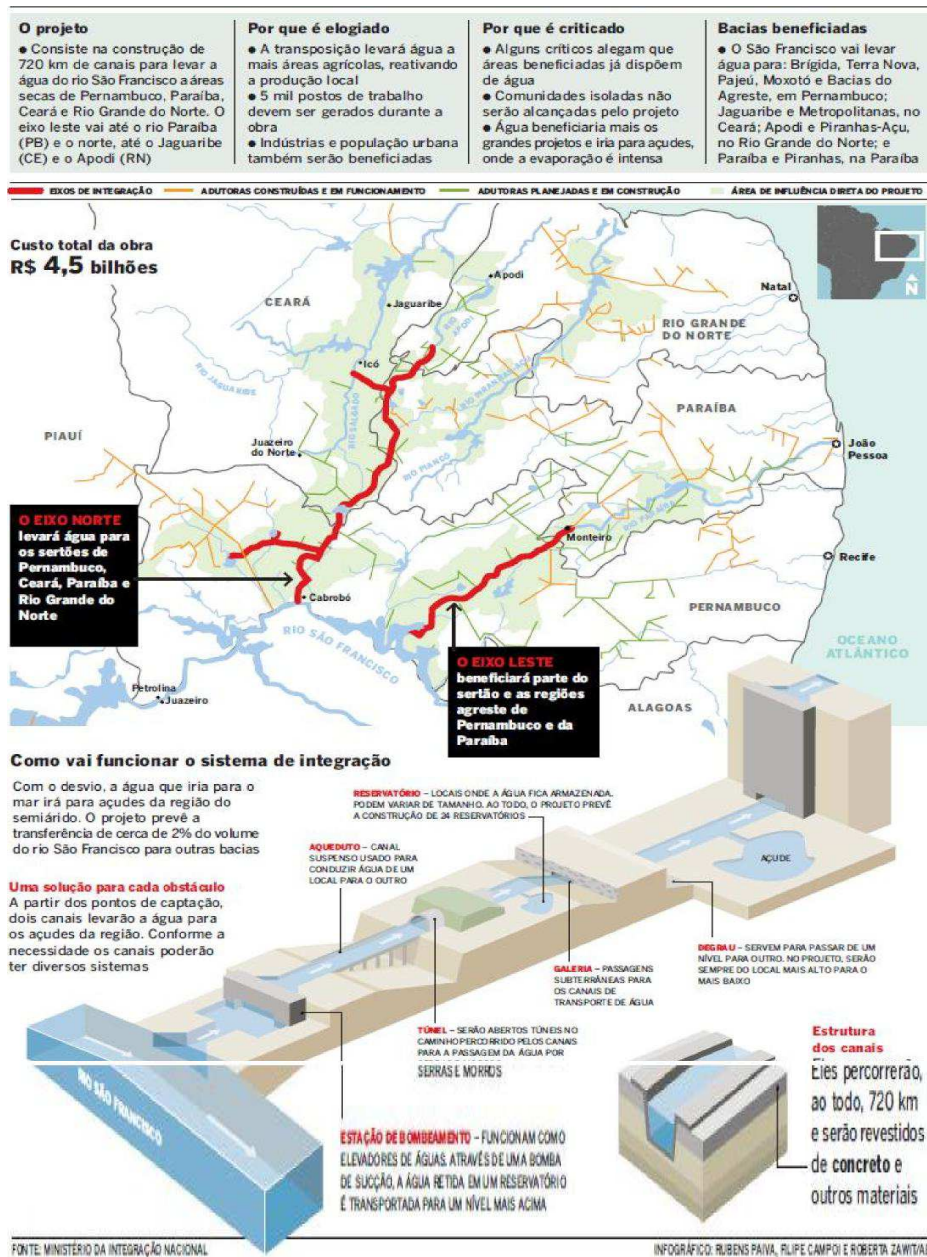 O projeto
• Consiste na construção de
720 km de canais para levar a
água do rio São Francisco a áreas
secas de Pernambuco, Paraíba,
Ceará e Rio Grande do Norte. O
eixo leste vai até o rio Paraíba
(PB) e o norte, até o Jaguaribe
(CE) e o Apodi (RN)
Por que é elogiado
• A transposição levará água a
mais áreas agrícolas, reativando
a produção local
• 5 mil postos de trabalho
devem ser gerados durante a
obra
• Indústrias e população urbana
também serão beneficiadas
Por que é criticado
• Alguns críticos alegam que
áreas beneficiadas já dispõem
de água
• Comunidades isoladas não
serão alcançadas pelo projeto
• Água beneficiaria mais os
grandes projetos e iria para açudes,
onde a evaporação é intensa
Bacias beneficiadas
• O São Francisco vai levar
água para: Brígida, Terra Nova,
Pajeú, Moxotó e Bacias do
Agreste, em Pernambuco;
Jaguaribe e Metropolitanas, no
Ceará; Apodi e Piranhas-Açu,
no Rio Grande do Norte; e
Paraíba e Piranhas, na Paraíba
EIXOS DE INTEGRAÇÃO
ADUTORAS CONSTRUÍDAS E EM FUNCIONAMENTO
ADUTORAS PLANEJADAS E EM CONSTRUÇÃO
ÁREA DE INFLUÊNCIA DIRETA DO PROJETO
Custo total da obra
R$ 4,5 bilhões
N
CEARÁ
Apodi
Jaguaribe
Natal
RIO APODI
RIO GRANDE
DO NORTE
Icó
RIO JAGUARIBE
RIO SALGADO
PARAÍBA
PIAUÍ
Juazeiro
do Norte
RIO PIANCÓ
João
Pessoa
RIO PARAÍBA
O EIXO NORTE
levará água para
os sertões de
Pernambuco,
Ceará, Paraíba e
Rio Grande do
Norte
Monteiro
Recife
Cabrobó
PERNAMBUCO
RIO SÃO FRANCISCO
OCEANO
ATLÂNTICO
O EIXO LESTE
beneficiará parte do
sertão e as regiões
agreste de
Pernambuco e da
Paraíba
Petrolina
Juazeiro
ALAGOAS
Como vai funcionar o sistema de integração
Com o desvio, a água que iria para o
mar irá para açudes da região do
semiárido. O projeto prevê a
transferência de cerca de 2% do volume
do rio São Francisco para outras bacias
Uma solução para cada obstáculo
A partir dos pontos de captação,
dois canais levarão a água para
os açudes da região. Conforme a
necessidade os canais poderão
ter diversos sistemas
RESERVATÓRIO – LOCAIS ONDE A ÁGUA FICA ARMAZENADA.
PODEM VARIAR DE TAMANHO. AO TODO, O PROJETO PREVÊ
A CONSTRUÇÃO DE 24 RESERVATÓRIOS
AQUEDUTO – CANAL
SUSPENSO USADO PARA
CONDUZIR ÁGUA DE UM
LOCAL PARA O OUTRO
AÇUDE
DEGRAU – SERVEM PARA PASSAR DE UM
NÍVEL PARA OUTRO. NO PROJETO, SERÃO
SEMPRE DO LOCAL MAIS ALTO PARA O
MAIS BAIXO
GALERIA – PASSAGENS
SUBTERRÂNEAS PARA
OS CANAIS DE
TRANSPORTE DE ÁGUA
TÚNEL – SERÃO ABERTOS TÚNEIS NO
CAMINHO PERCORRIDO PELOS CANAIS
PARA A PASSAGEM DA ÁGUA POR
SERRAS E MORROS
RIO SÃO FRANCISCO
ESTAÇÃO DE BOMBEAMENTO – FUNCIONAM COMO
ELEVADORES DE ÁGUAS. ATRAVÉS DE UMA BOMBA
DE SUCÇÃO, A ÁGUA RETIDA EM UM RESERVATÓRIO
É TRANSPORTADA PARA UM NÍVEL MAIS ACIMA
Estrutura
dos canais
Eles percorrerão,
ao todo, 720 km
e serão revestidos
de concreto e
outros materiais
FONTE: MINISTÉRIO DA INTEGRAÇÃO NACIONAL
INFOGRÁFICO: RUBENS PAIVA, FILIPE CAMPOI E ROBERTA ZAWIT/AE